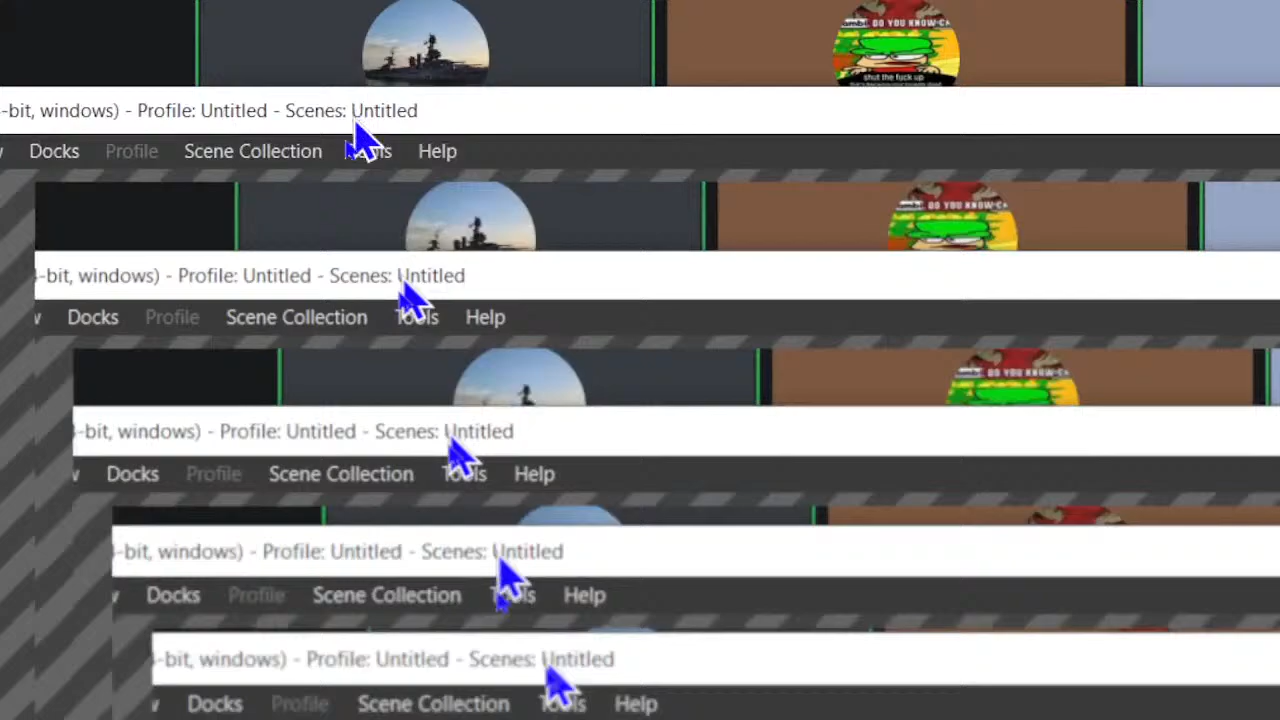 DO YOU KNOW
shut the fuck up
-bit, windows) - Profile: Untitled - Scenes: Untitled
Docks Profile Scene Collection Tools Help
DO YOU KNOW
-bit, windows) - Profile: Untitled - Scenes: Untitled
Docks Profile Scene Collection Tools Help
DO YOU KNOW
-bit, windows) - Profile: Untitled - Scenes: Untitled
Docks Profile Scene Collection Tools Help
-bit, windows) - Profile: Untitled - Scenes: Untitled
Docks Profile Scene Collection Tools Help
-bit, windows) - Profile: Untitled - Scenes: Untitled
Docks Profile Scene Collection Tools Help